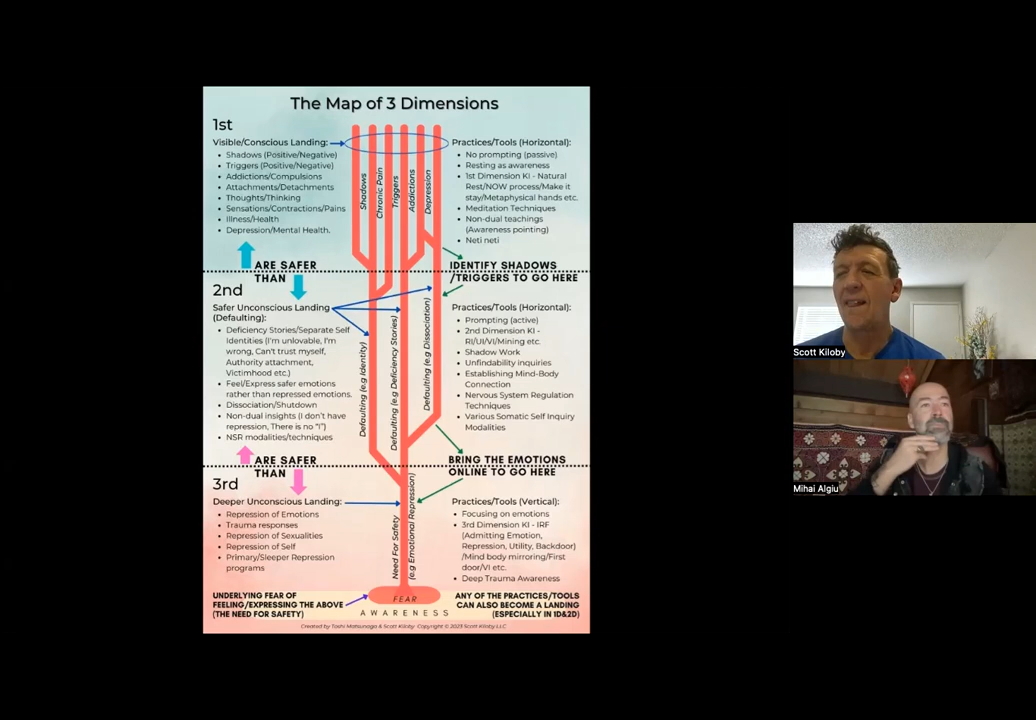 The Map of 3 Dimensions
1st
Visible/Conscious Landing:
• Shadows (Positive/Negative)
• Triggers (Positive/Negative)
• Addictions/Compulsions
• Attachments/Detachments
• Thoughts/Thinking
• Sensations/Contractions/Pains
• Illness/Health
• Depression/Mental Health.
Shadows
Chronic Pain
Triggers
Addictions
Depression
Practices/Tools (Horizontal):
• No prompting (passive)
• Resting as awareness
• 1st Dimension KI - Natural
Rest/NOW process/Make it
stay/Metaphysical hands etc.
• Meditation Techniques
• Non-dual teachings
(Awareness pointing)
• Neti neti
ARE SAFER
THAN
IDENTIFY SHADOWS
/TRIGGERS TO GO HERE
2nd
Safer Unconscious Landing
(Defaulting):
• Deficiency Stories/Separate Self
Identities (I'm unlovable, I'm
wrong, Can't trust myself,
Authority attachment,
Victimhood etc.)
• Feel/Express safer emotions
rather than repressed emotions.
• Dissociation/Shutdown
• Non-dual insights (I don't have
repression, There is no "I")
• NSR modalities/techniques
Defaulting (e.g Identity)
Defaulting (e.g Deficiency Stories)
Defaulting (e.g Dissociation)
Practices/Tools (Horizontal):
• Prompting (active)
• 2nd Dimension KI -
RI/UI/VI/Mining etc.
• Shadow Work
• Unfindability inquiries
• Establishing Mind-Body
Connection
• Nervous System Regulation
Techniques
• Various Somatic Self Inquiry
Modalities
ARE SAFER
THAN
BRING THE EMOTIONS
ONLINE TO GO HERE
3rd
Deeper Unconscious Landing:
• Repression of Emotions
• Trauma responses
• Repression of Sexualities
• Repression of Self
• Primary/Sleeper Repression
programs
Need For Safety
(e.g Emotional Repression)
Practices/Tools (Vertical):
• Focusing on emotions
• 3rd Dimension KI - IRF
(Admitting Emotion,
Repression, Utility, Backdoor)
/Mind body mirroring/First
door/VI etc.
• Deep Trauma Awareness
UNDERLYING FEAR OF
FEELING/EXPRESSING THE ABOVE
(THE NEED FOR SAFETY)
FEAR
AWARENESS
ANY OF THE PRACTICES/TOOLS
CAN ALSO BECOME A LANDING
(ESPECIALLY IN 1D&2D)
Created by Toshi Matsunaga & Scott Kiloby Copyright © 2023 Scott Kiloby LLC
Scott Kiloby
Mihai Algiu